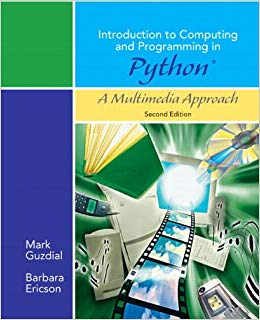 Introduction to Computing
and Programming in
Python®
A Multimedia Approach
Second Edition
Mark
Guzdial
Barbara
Ericson